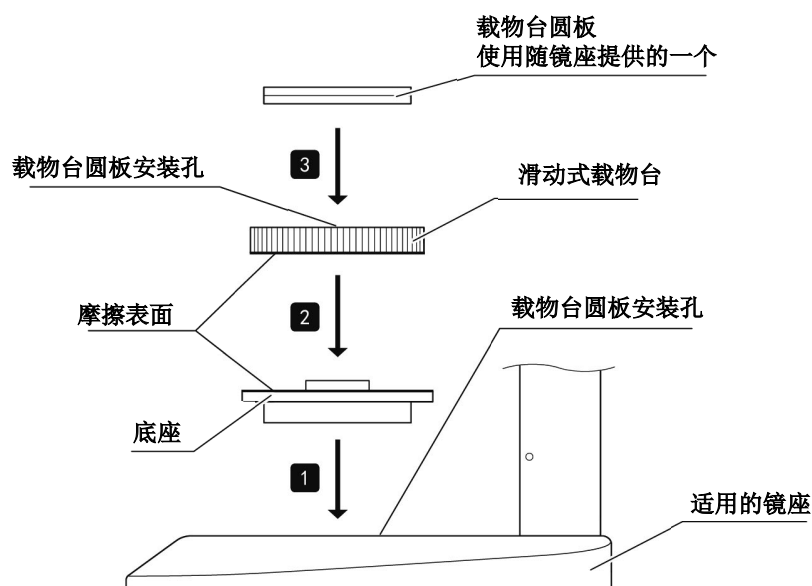 载物台圆板
使用随镜座提供的一个
3
载物台圆板安装孔
滑动式载物台
2
摩擦表面
载物台圆板安装孔
底座
1
适用的镜座